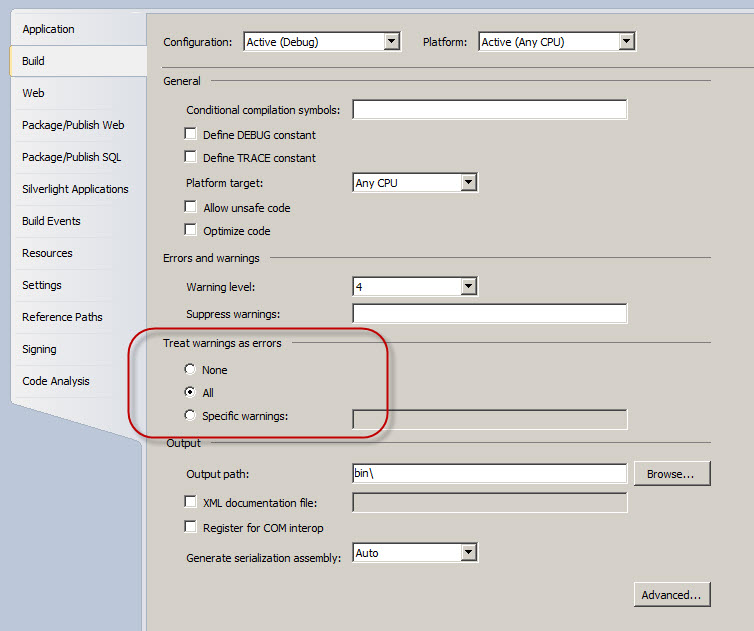 Application
Build
Web
Package/Publish Web
Package/Publish SQL
Silverlight Applications
Build Events
Resources
Settings
Reference Paths
Signing
Code Analysis
Configuration: Active (Debug) Platform: Active (Any CPU)
General
Conditional compilation symbols:
Define DEBUG constant
Define TRACE constant
Platform target: Any CPU
Allow unsafe code
Optimize code
Errors and warnings
Warning level: 4
Suppress warnings:
Treat warnings as errors
None
All
Specific warnings:
Output
Output path: bin\ Browse...
XML documentation file:
Register for COM interop
Generate serialization assembly: Auto
Advanced...